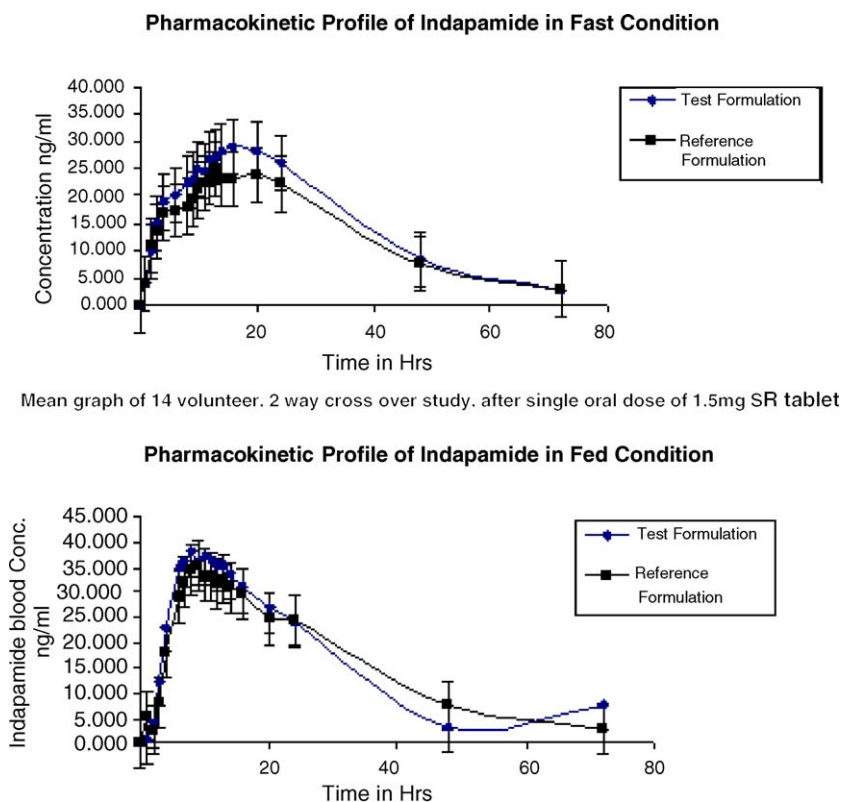 Pharmacokinetic Profile of Indapamide in Fast Condition
Concentration ng/ml
40.000
35.000
30.000
25.000
20.000
15.000
10.000
5.000
0.000
20
40
60
80
Time in Hrs
Test Formulation
Reference
Formulation
Mean graph of 14 volunteer. 2 way cross over study. after single oral dose of 1.5mg SR tablet
Pharmacokinetic Profile of Indapamide in Fed Condition
Indapamide blood Conc.
ng/ml
45.000
40.000
35.000
30.000
25.000
20.000
15.000
10.000
5.000
0.000
20
40
60
80
Time in Hrs
Test Formulation
Reference
Formulation